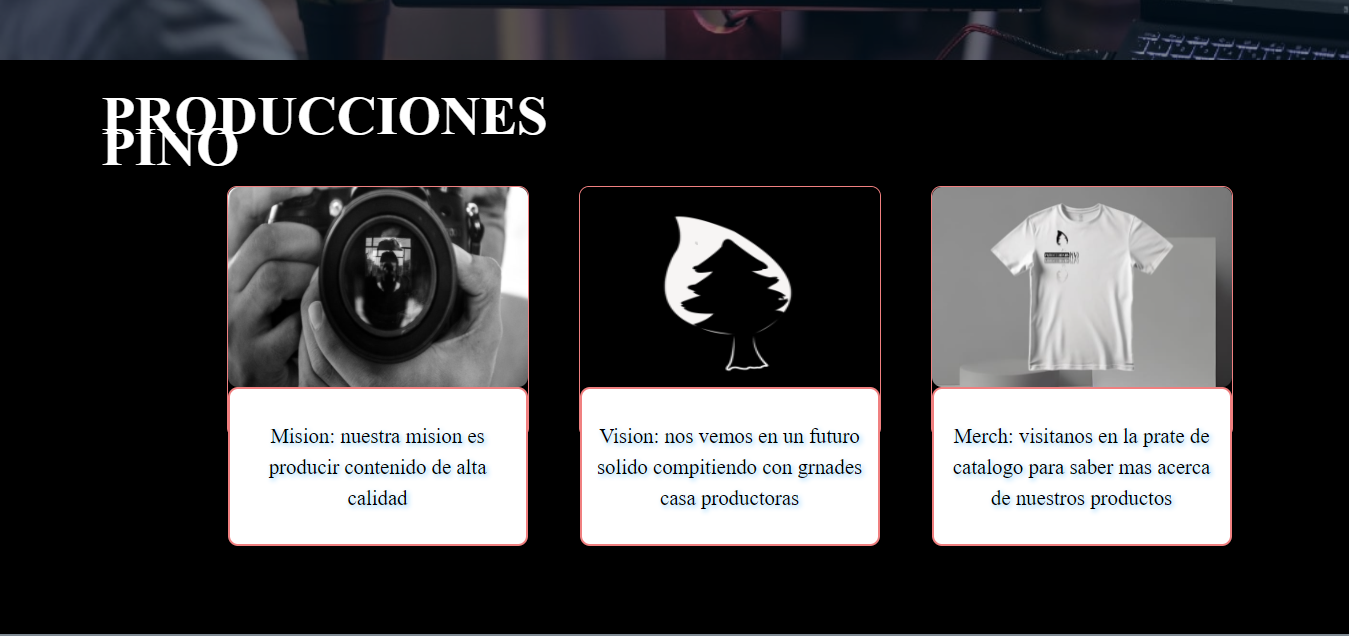 PRODUCCIONES
PINO
Mision: nuestra mision es
producir contenido de alta
calidad
Vision: nos vemos en un futuro
solido compitiendo con grnades
casa productoras
Merch: visitanos en la prate de
catalogo para saber mas acerca
de nuestros productos